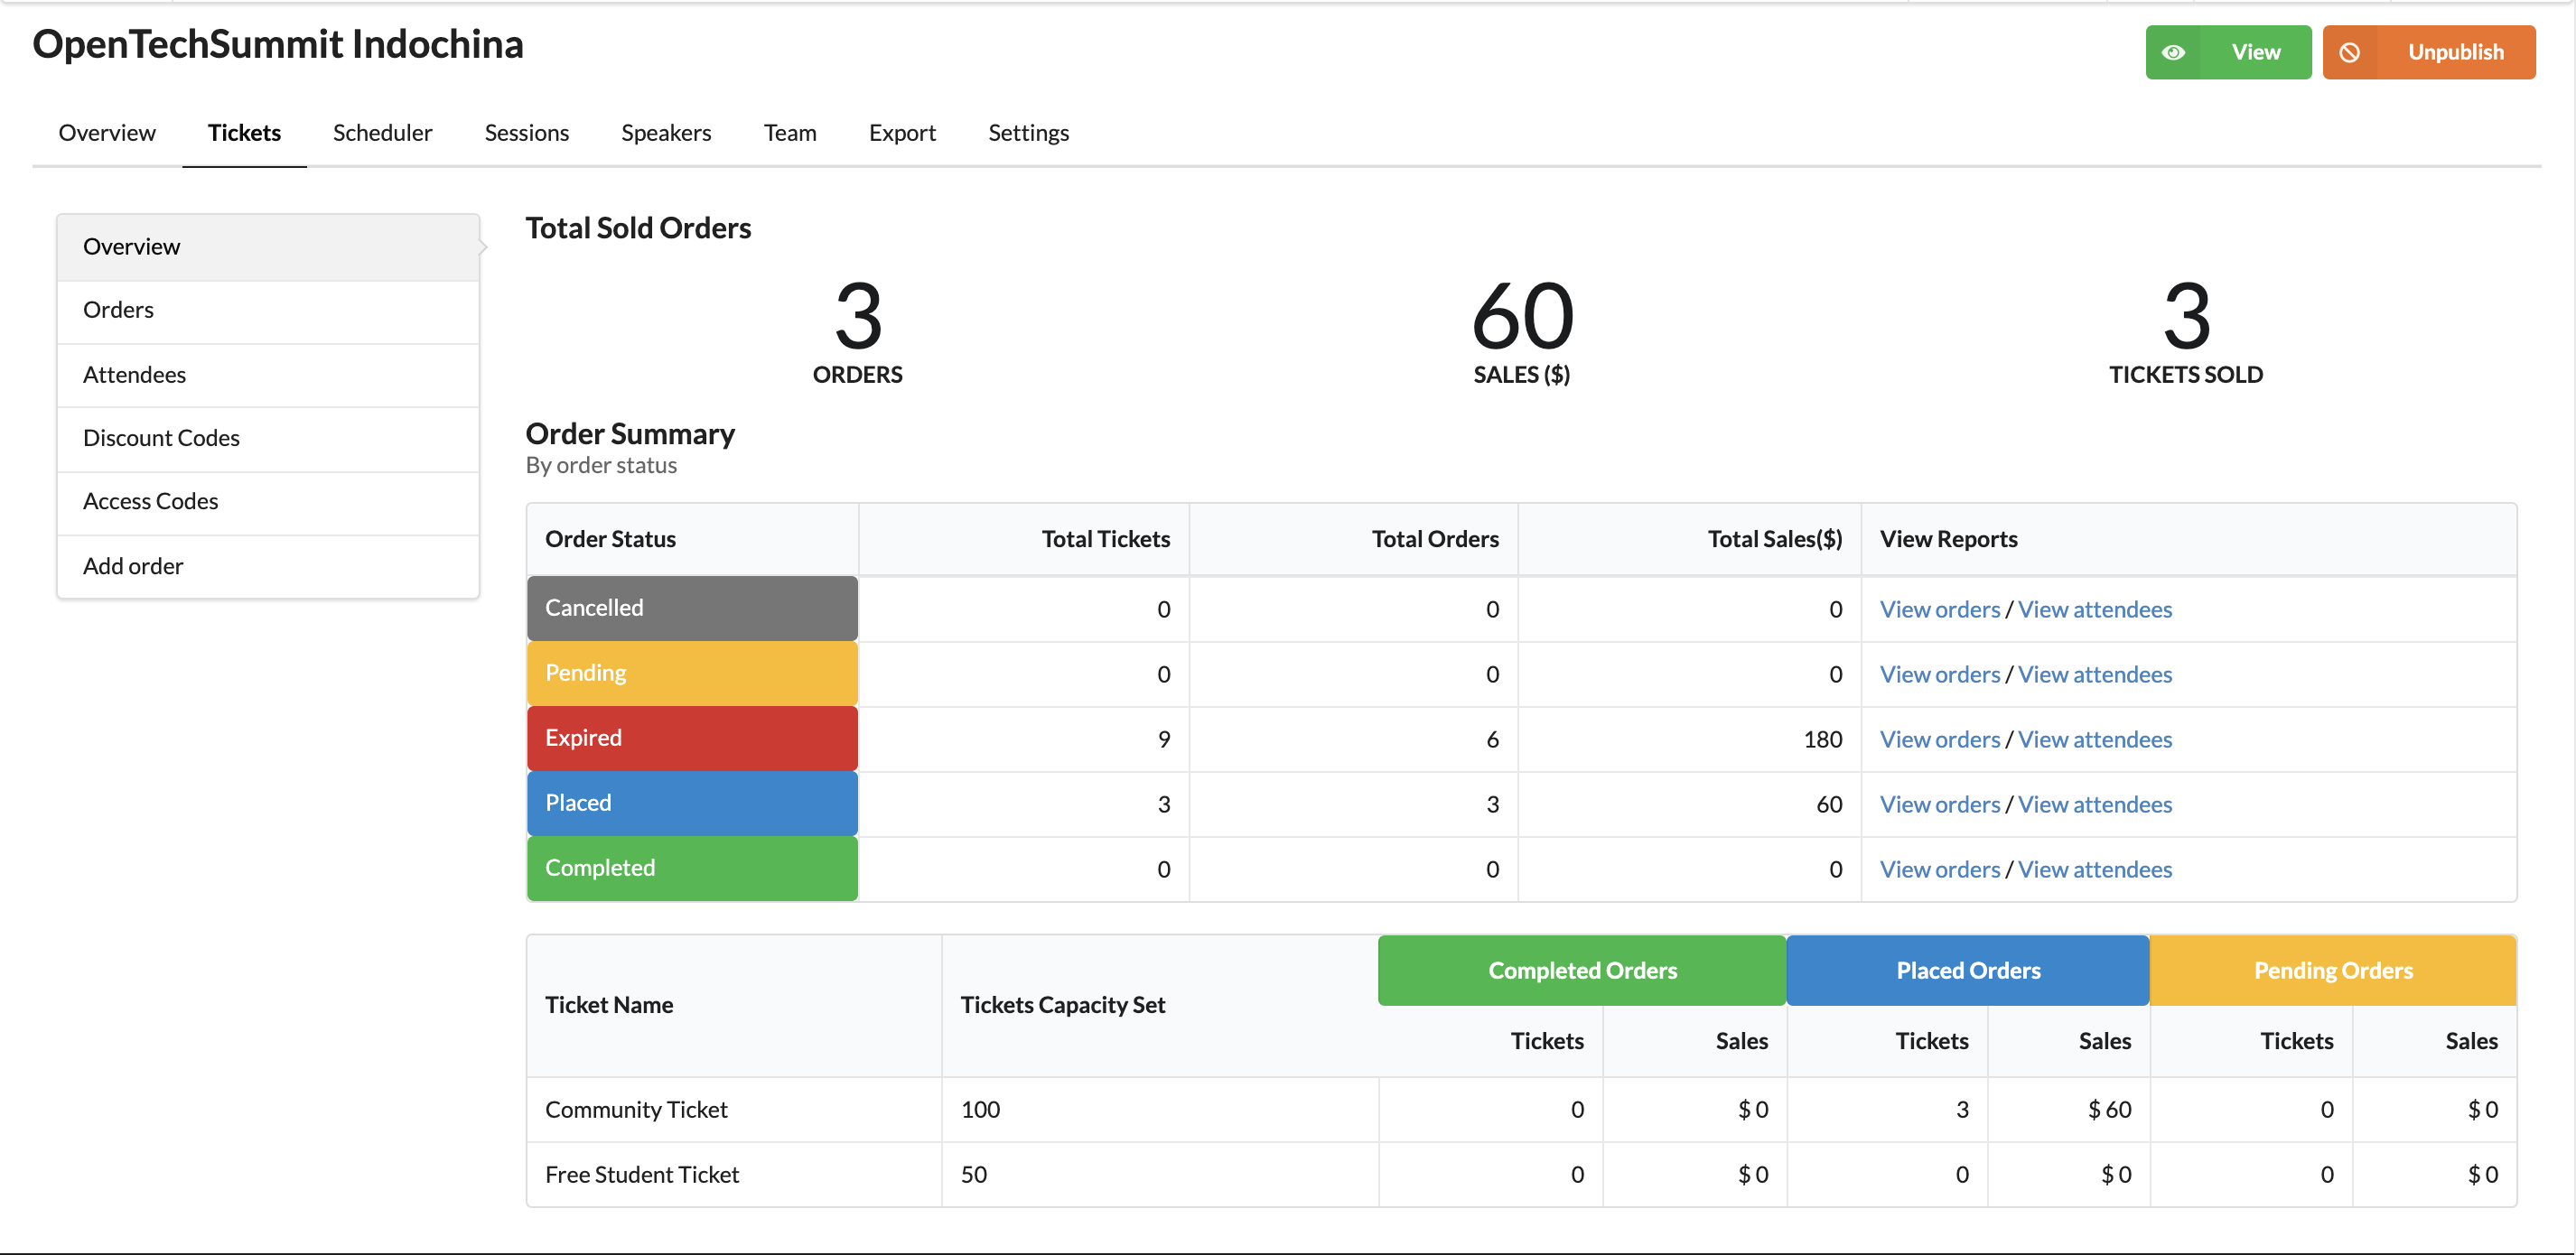 OpenTechSummit Indochina
View
Unpublish
Overview Tickets Scheduler Sessions Speakers Team Export Settings
Overview
Orders
Attendees
Discount Codes
Access Codes
Add order
Total Sold Orders
3
ORDERS
60
SALES ($)
3
TICKETS SOLD
Order Summary
By order status
Order Status Total Tickets Total Orders Total Sales($) View Reports
Cancelled 0 0 0 View orders / View attendees
Pending 0 0 0 View orders / View attendees
Expired 9 6 180 View orders / View attendees
Placed 3 3 60 View orders / View attendees
Completed 0 0 0 View orders / View attendees
Ticket Name Tickets Capacity Set Completed Orders Placed Orders Pending Orders
Tickets Sales Tickets Sales Tickets Sales
Community Ticket 100 0 $ 0 3 $ 60 0 $ 0
Free Student Ticket 50 0 $ 0 0 $ 0 0 $ 0